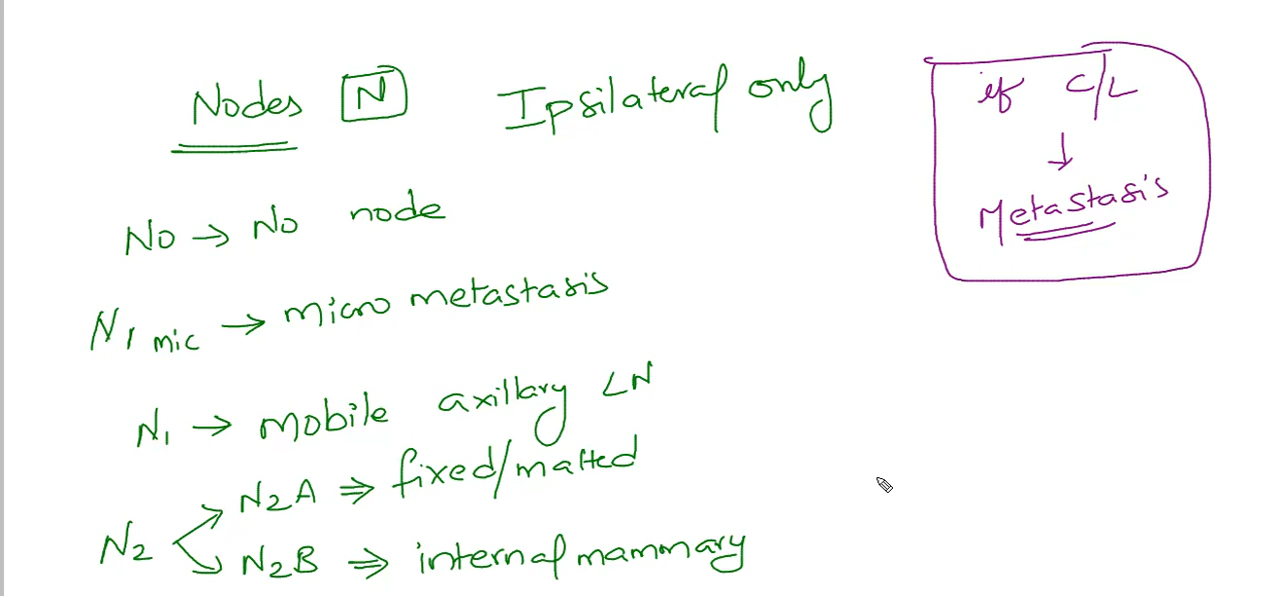 Nodes N Ipsilateral only
if C/L
↓
Metastasis
N0 → No node
N1 mic → micro metastasis
N1 → mobile axillary LN
N2
N2A ⇒ fixed/matted
N2B ⇒ internal mammary